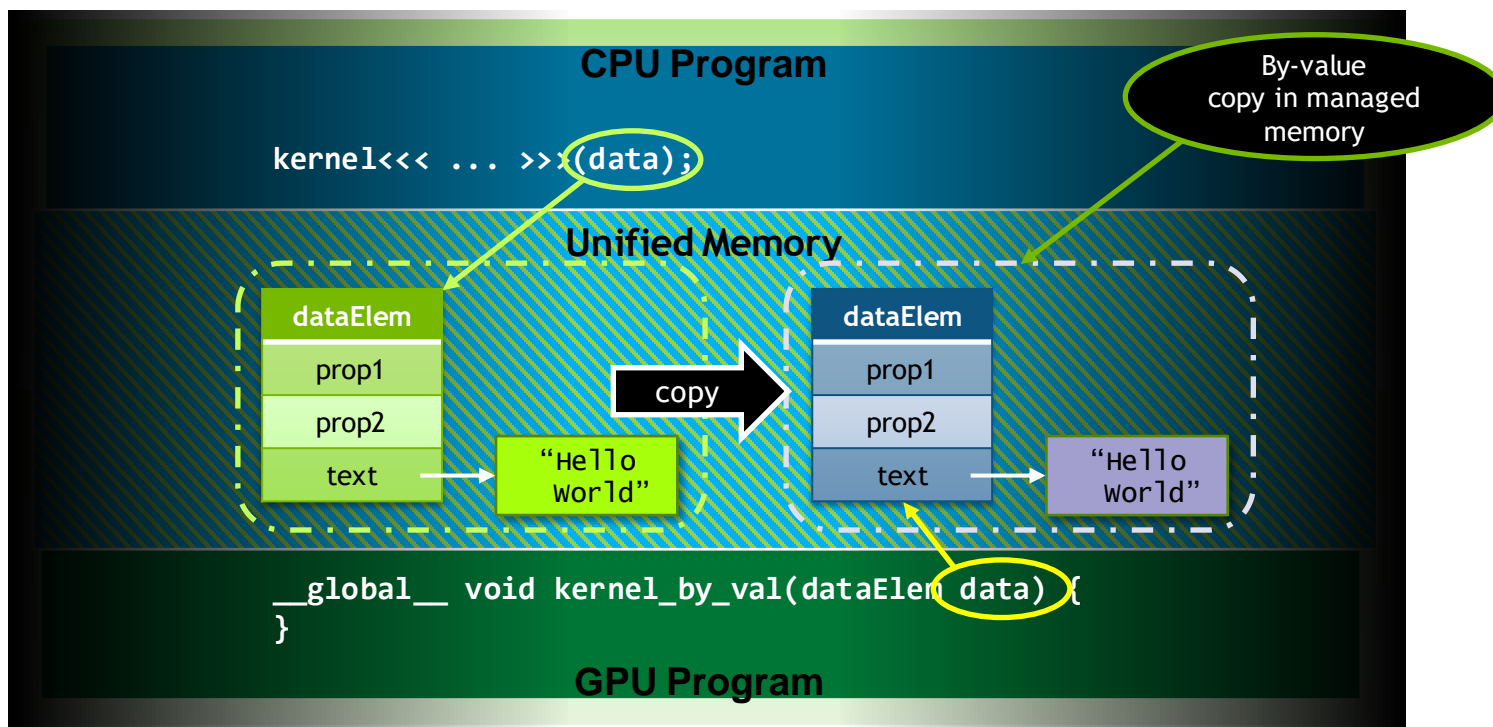 CPU Program
By-value
copy in managed
memory
kernel<<< ... >>>(data);
Unified Memory
dataElem
prop1
prop2
text
“Hello
World”
copy
dataElem
prop1
prop2
text
“Hello
World”
__global__ void kernel_by_val(dataElem data) {
}
GPU Program